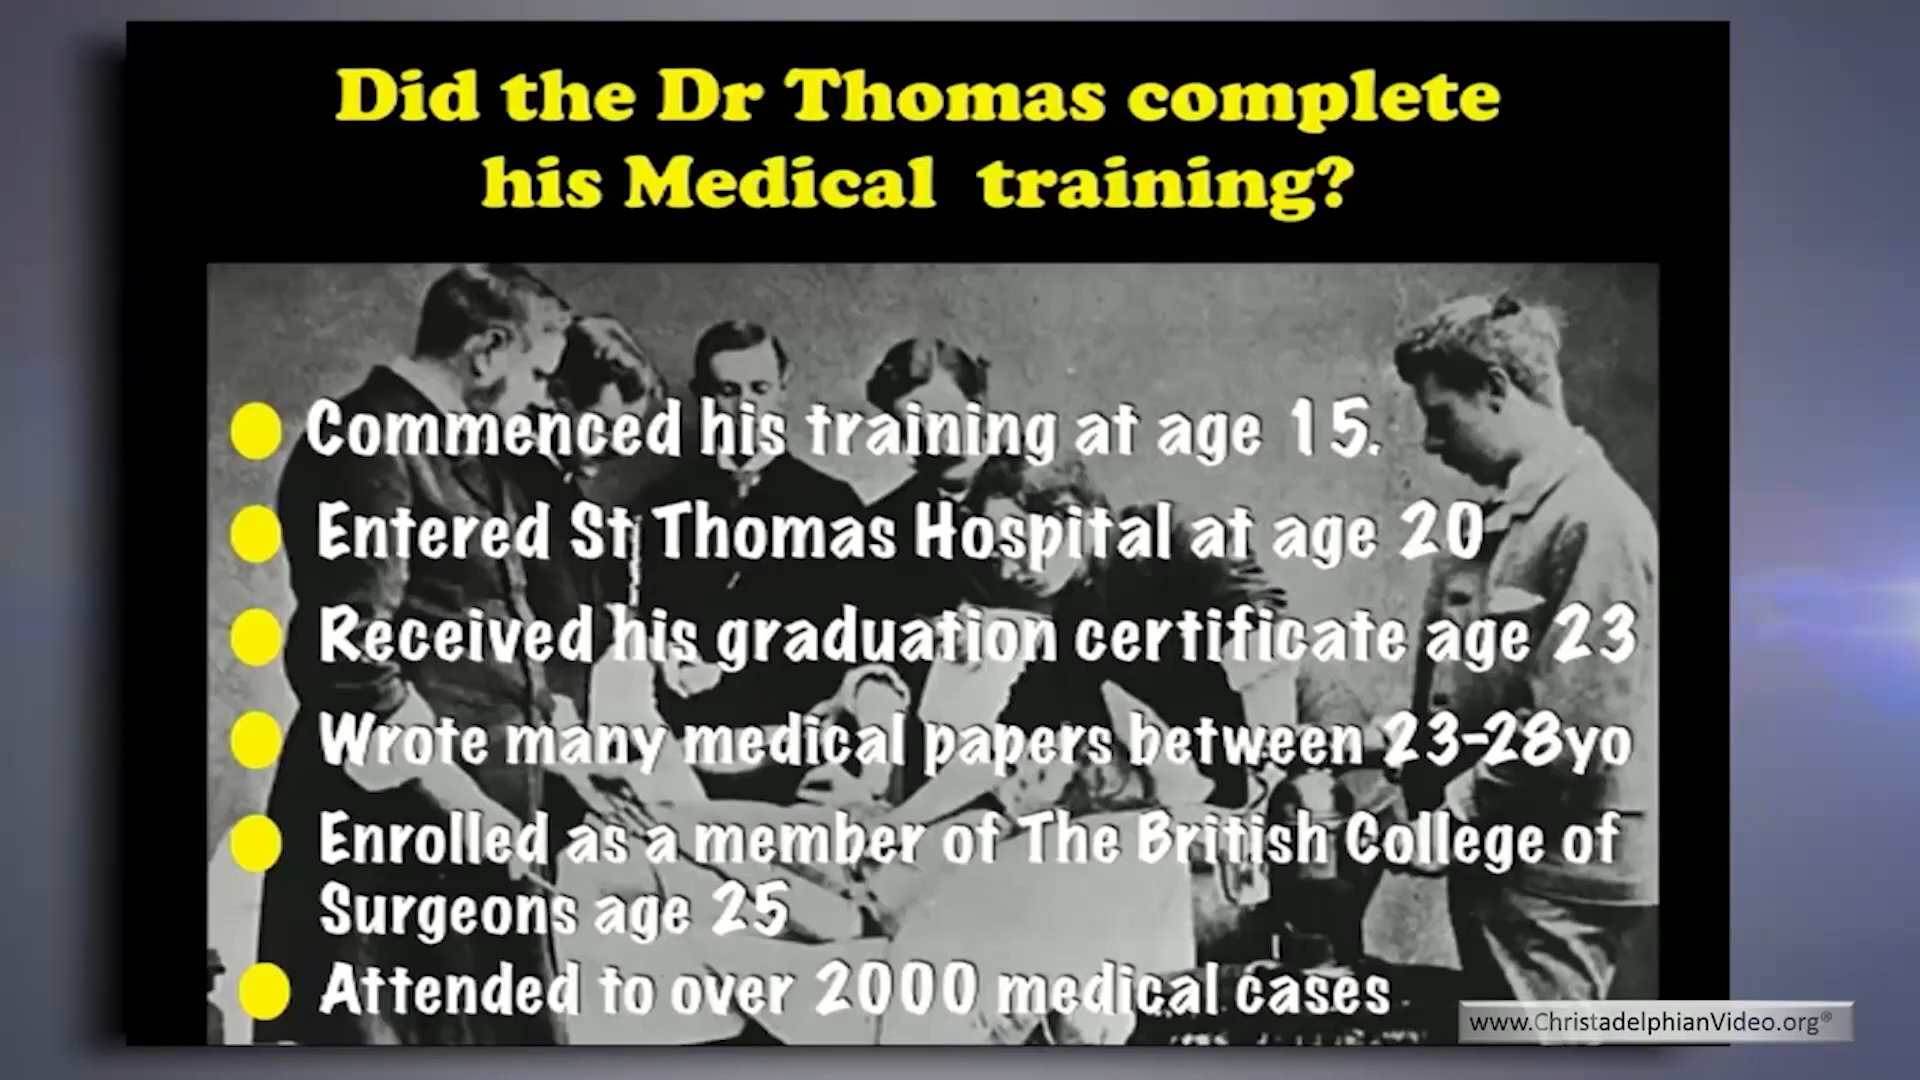 Did the Dr Thomas complete
his Medical training?
Commenced his training at age 15.
Entered St Thomas Hospital at age 20
Received his graduation certificate age 23
Wrote many medical papers between 23-28yo
Enrolled as a member of The British College of
Surgeons age 25
Attended to over 2000 medical cases
www.ChristadelphianVideo.org®